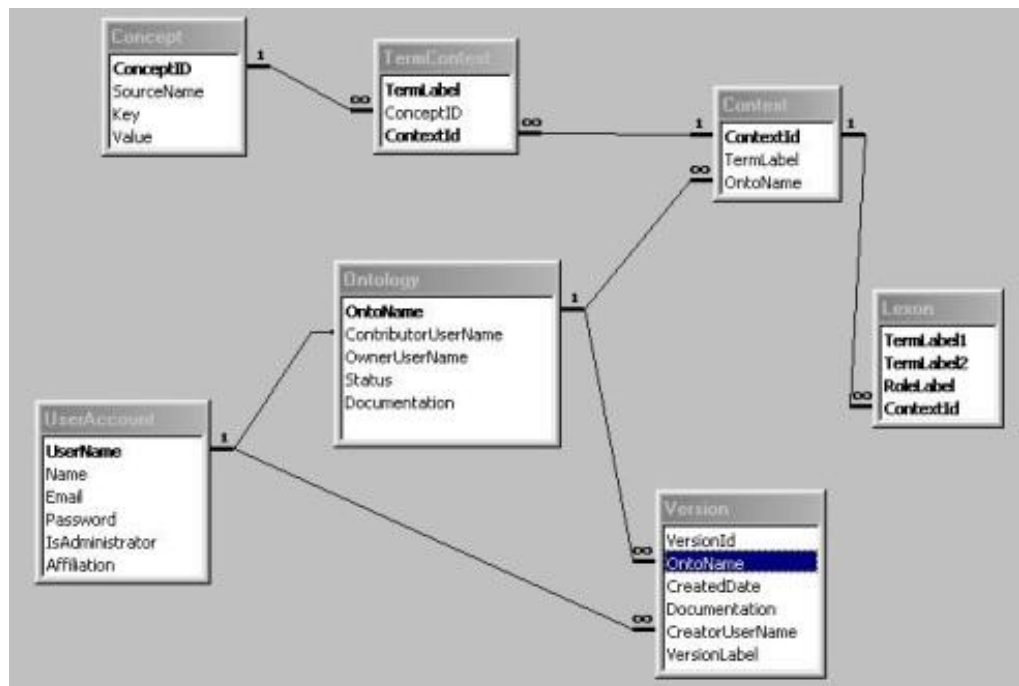 Concept
ConceptID
SourceName
Key
Value
1
∞
TermContext
TermLabel
ConceptID
ContextId
∞
1
Context
ContextId
TermLabel
OntoName
1
∞
Ontology
OntoName
ContributorUserName
OwnerUserName
Status
Documentation
1
Lexon
TermLabel1
TermLabel2
RoleLabel
ContextId
∞
UserAccount
UserName
Name
Email
Password
IsAdministrator
Affiliation
1
Version
VersionId
OntoName
CreatedDate
Documentation
CreatorUserName
VersionLabel
∞
∞